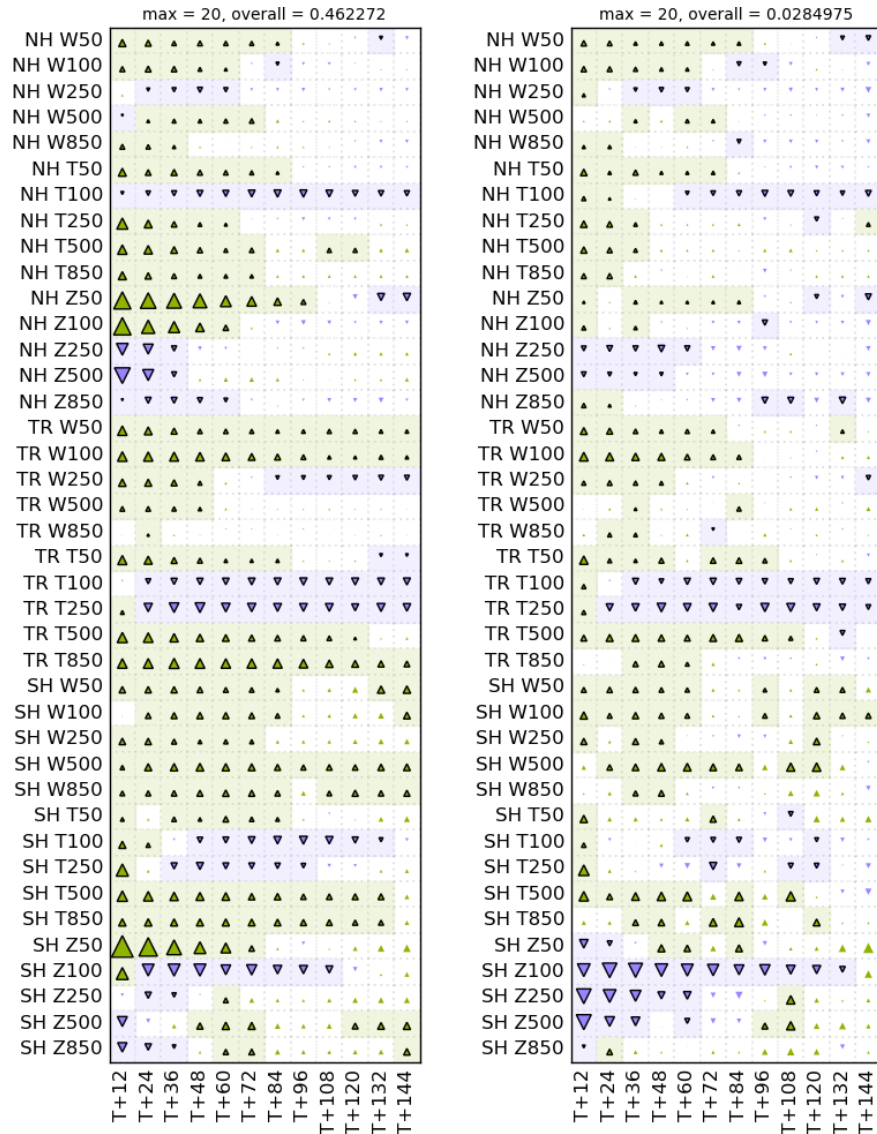 max = 20, overall = 0.462272
NH W50
NH W100
NH W250
NH W500
NH W850
NH T50
NH T100
NH T250
NH T500
NH T850
NH Z50
NH Z100
NH Z250
NH Z500
NH Z850
TR W50
TR W100
TR W250
TR W500
TR W850
TR T50
TR T100
TR T250
TR T500
TR T850
SH W50
SH W100
SH W250
SH W500
SH W850
SH T50
SH T100
SH T250
SH T500
SH T850
SH Z50
SH Z100
SH Z250
SH Z500
SH Z850
T+12
T+24
T+36
T+48
T+60
T+72
T+84
T+96
T+108
T+120
T+132
T+144
max = 20, overall = 0.0284975
NH W50
NH W100
NH W250
NH W500
NH W850
NH T50
NH T100
NH T250
NH T500
NH T850
NH Z50
NH Z100
NH Z250
NH Z500
NH Z850
TR W50
TR W100
TR W250
TR W500
TR W850
TR T50
TR T100
TR T250
TR T500
TR T850
SH W50
SH W100
SH W250
SH W500
SH W850
SH T50
SH T100
SH T250
SH T500
SH T850
SH Z50
SH Z100
SH Z250
SH Z500
SH Z850
T+12
T+24
T+36
T+48
T+60
T+72
T+84
T+96
T+108
T+120
T+132
T+144